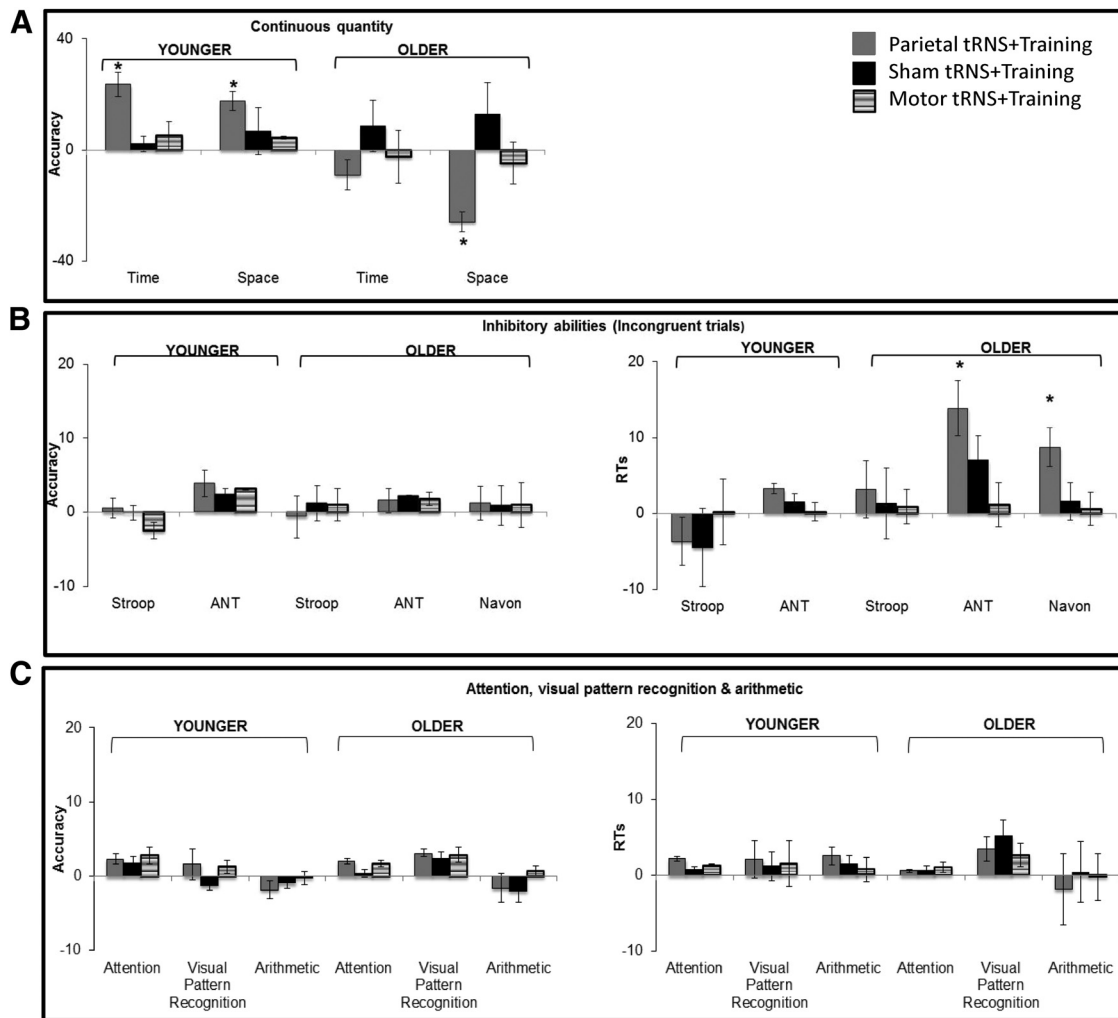 A
Continuous quantity
YOUNGER OLDER
Parietal tRNS+Training
Sham tRNS+Training
Motor tRNS+Training
40
0
-40
Accuracy
* * *
Time Space Time Space
B
Inhibitory abilities (Incongruent trials)
YOUNGER OLDER
20
10
0
-10
Accuracy
Stroop ANT Stroop ANT Navon
YOUNGER OLDER
20
10
0
-10
RTs
* *
Stroop ANT Stroop ANT Navon
C
Attention, visual pattern recognition & arithmetic
YOUNGER OLDER
20
10
0
-10
Accuracy
Attention Visual Arithmetic Attention Visual Arithmetic
Pattern Pattern
Recognition Recognition
YOUNGER OLDER
20
10
0
-10
RTs
Attention Visual Arithmetic Attention Visual Arithmetic
Pattern Pattern
Recognition Recognition